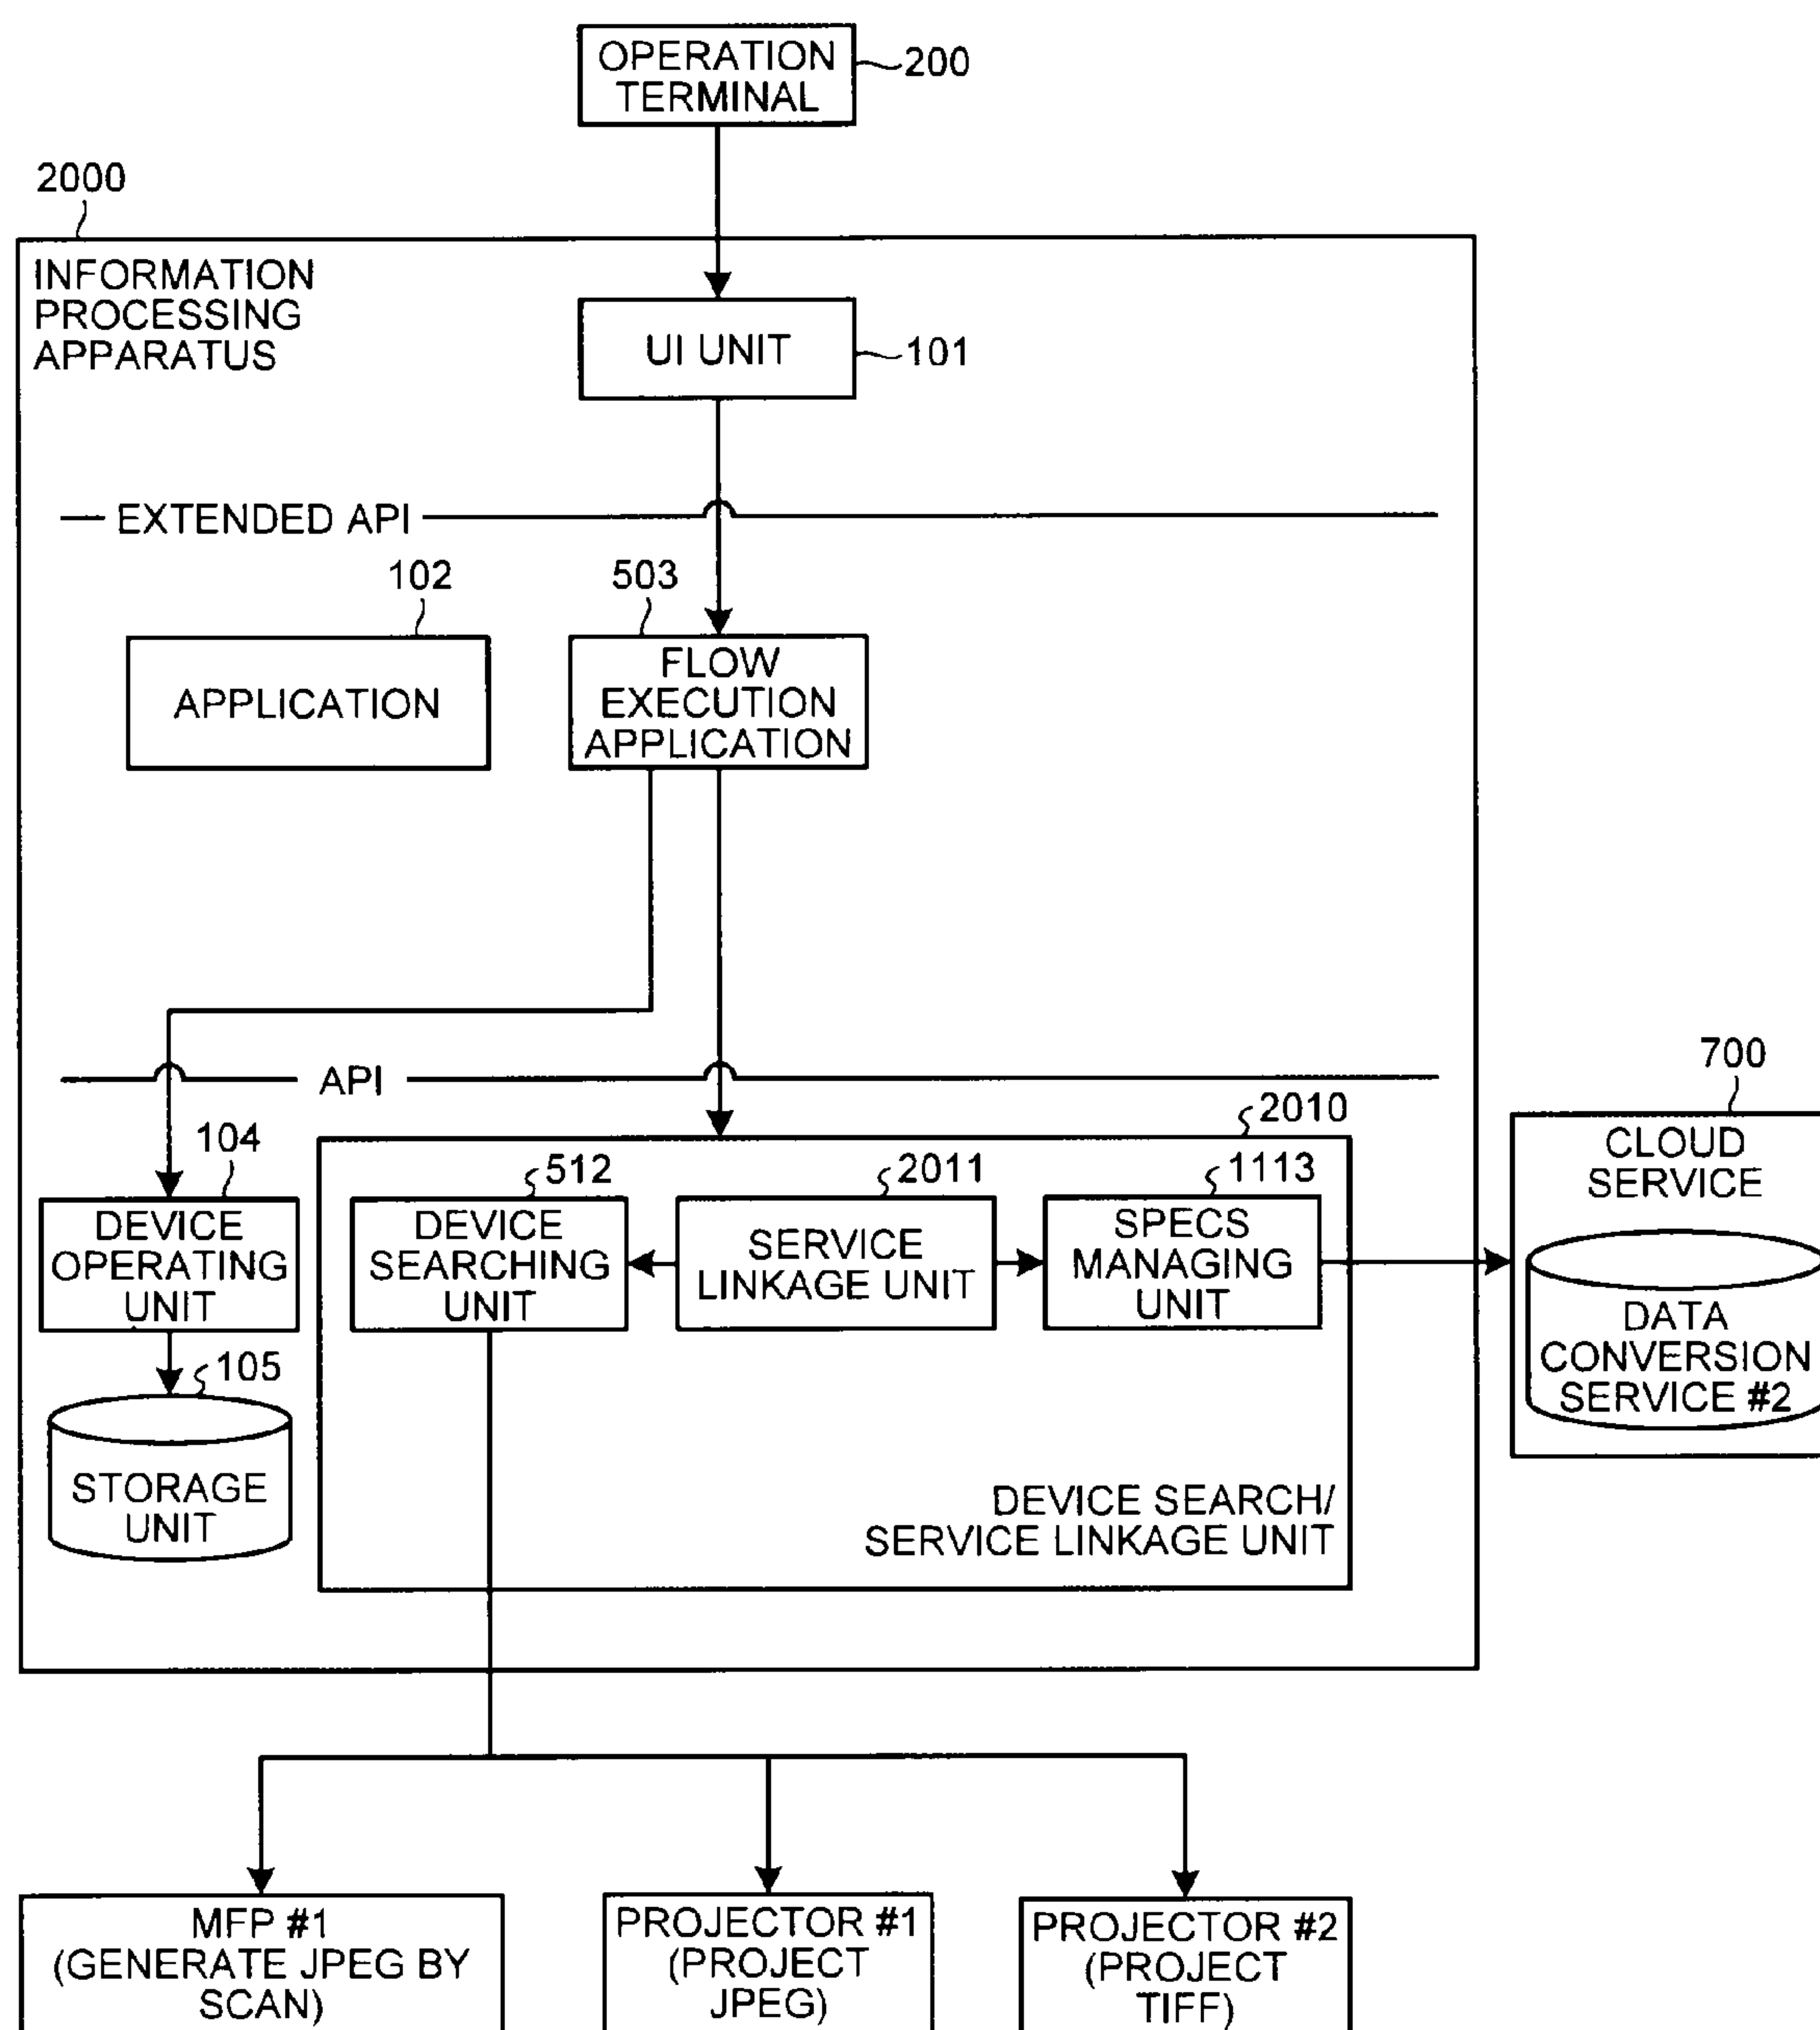 OPERATION
TERMINAL
200
2000
INFORMATION
PROCESSING
APPARATUS
UI UNIT
101
EXTENDED API
102
503
APPLICATION
FLOW
EXECUTION
APPLICATION
API
700
2010
CLOUD
SERVICE
DATA
CONVERSION
SERVICE #2
104
512
2011
1113
DEVICE
OPERATING
UNIT
DEVICE
SEARCHING
UNIT
SERVICE
LINKAGE UNIT
SPECS
MANAGING
UNIT
105
STORAGE
UNIT
DEVICE SEARCH/
SERVICE LINKAGE UNIT
MFP #1
(GENERATE JPEG BY
SCAN)
PROJECTOR #1
(PROJECT
JPEG)
PROJECTOR #2
(PROJECT
TIFF)